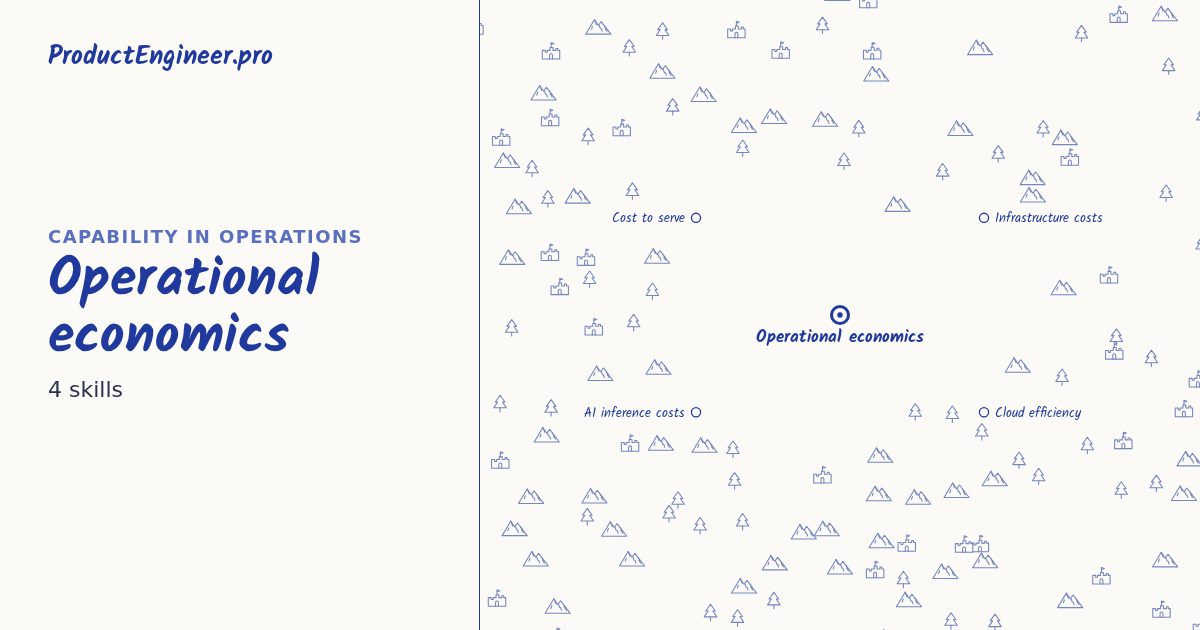 ProductEngineer.pro
CAPABILITY IN OPERATIONS
Operational
economics
4 skills
Cost to serve
Infrastructure costs
Operational economics
AI inference costs
Cloud efficiency